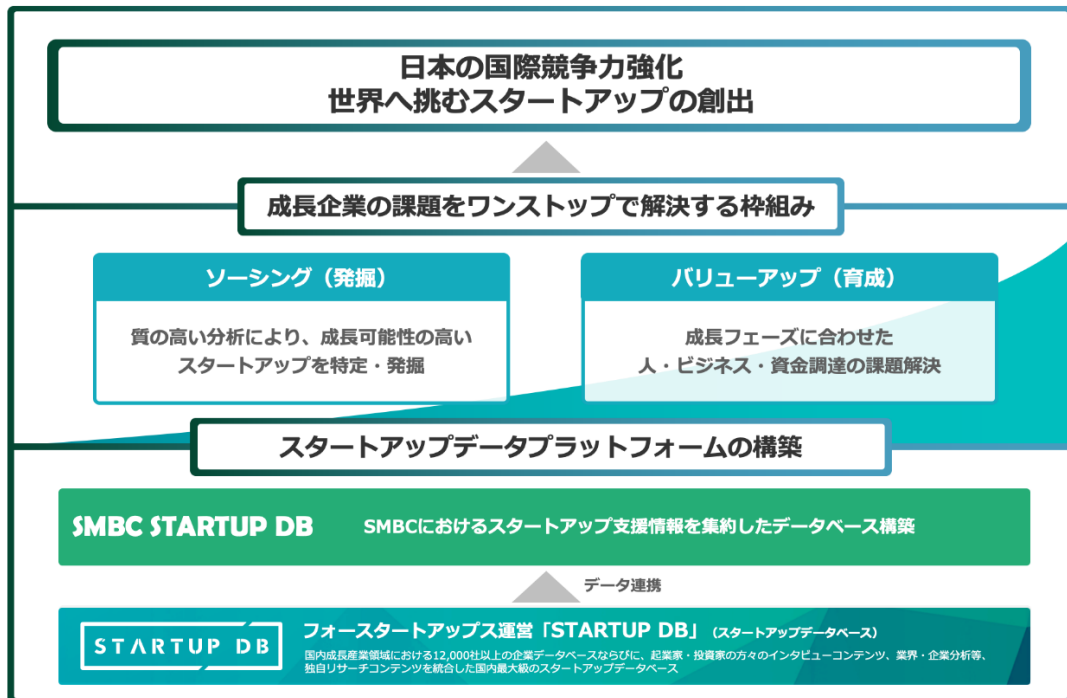 日本の国際競争力強化
世界へ挑むスタートアップの創出
成長企業の課題をワンストップで解決する枠組み
ソーシング（発掘）
質の高い分析により、成長可能性の高い
スタートアップを特定・発掘
バリューアップ（育成）
成長フェーズに合わせた
人・ビジネス・資金調達の課題解決
スタートアップデータプラットフォームの構築
SMBC STARTUP DB
SMBCにおけるスタートアップ支援情報を集約したデータベース構築
データ連携
STARTUP DB
フォースタートアップス運営「STARTUP DB」（スタートアップデータベース）
国内成長産業領域における12,000社以上の企業データベースならびに、起業家・投資家の方々のインタビューコンテンツ、業界・企業分析等、
独自リサーチコンテンツを統合した国内最大級のスタートアップデータベース